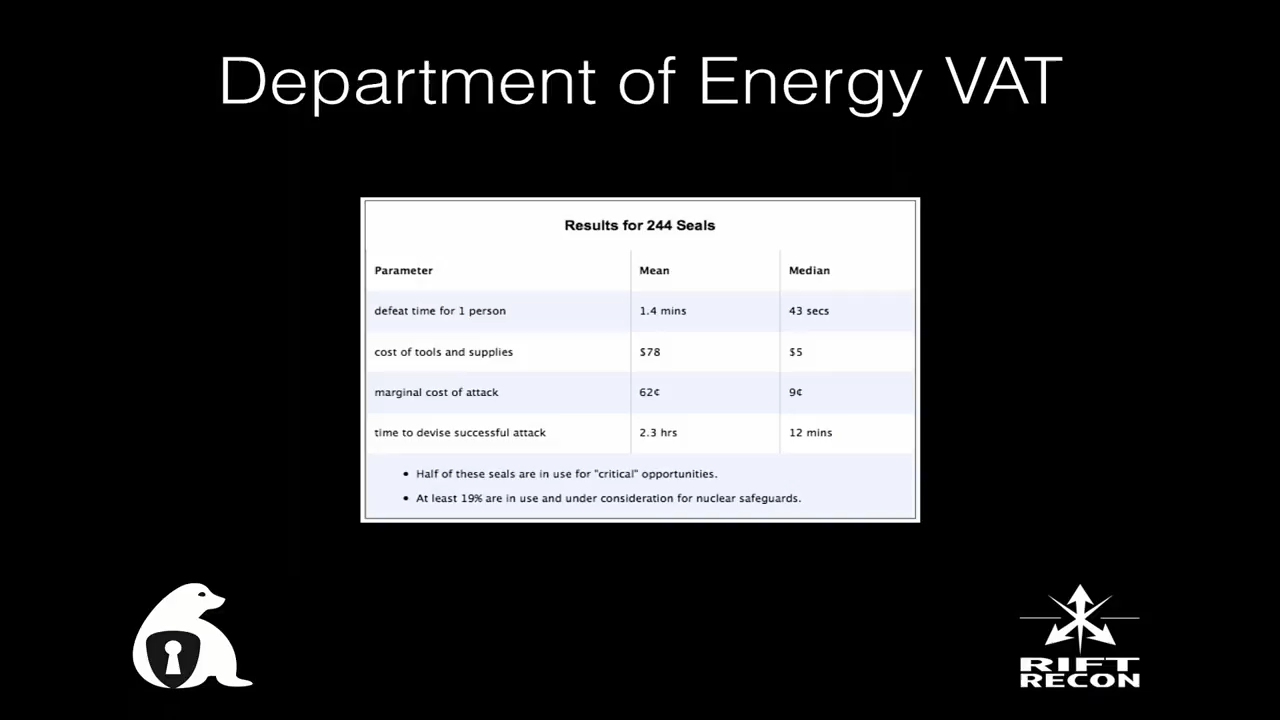 Department of Energy VAT
Results for 244 Seals
Parameter Mean Median
defeat time for 1 person 1.4 mins 43 secs
cost of tools and supplies $78 $5
marginal cost of attack 62¢ 9¢
time to devise successful attack 2.3 hrs 12 mins
• Half of these seals are in use for "critical" opportunities.
• At least 19% are in use and under consideration for nuclear safeguards.
RIFT
RECON